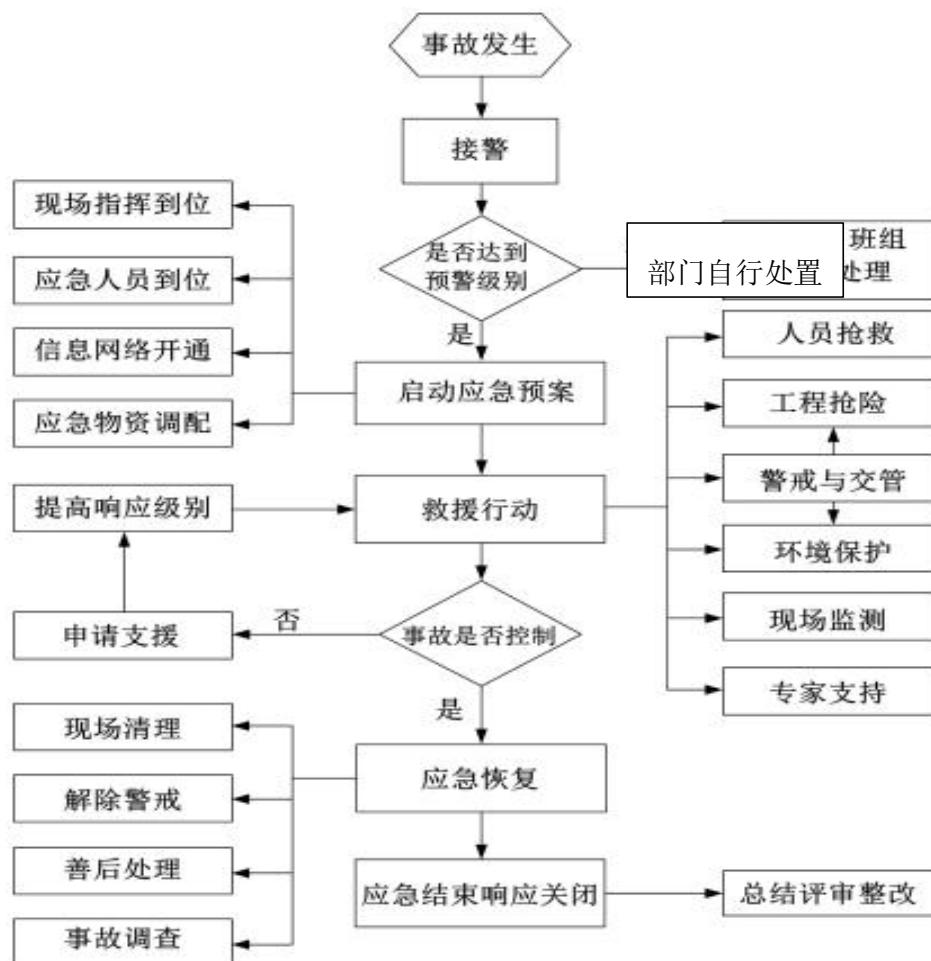 事故发生
接警
现场指挥到位
是否达到
预警级别
班组
处理
部门自行处置
应急人员到位
是
信息网络开通
人员抢救
启动应急预案
应急物资调配
工程抢险
警戒与交管
提高响应级别
救援行动
环境保护
否
申请支援
事故是否控制
现场监测
专家支持
是
现场清理
应急恢复
解除警戒
善后处理
应急结束响应关闭
总结评审整改
事故调查